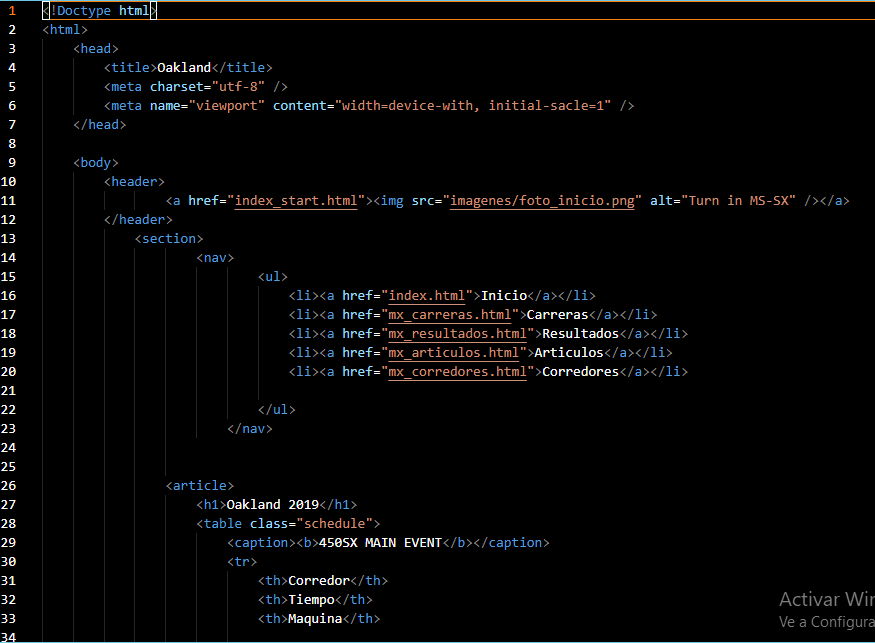 1 <!Doctype html>
2 <html>
3 <head>
4 <title>Oakland</title>
5 <meta charset="utf-8" />
6 <meta name="viewport" content="width=device-with, initial-sacle=1" />
7 </head>
8
9 <body>
10 <header>
11 <a href="index_start.html"><img src="imagenes/foto_inicio.png" alt="Turn in MS-SX" /></a>
12 </header>
13 <section>
14 <nav>
15 <ul>
16 <li><a href="index.html">Inicio</a></li>
17 <li><a href="mx_carreras.html">Carreras</a></li>
18 <li><a href="mx_resultados.html">Resultados</a></li>
19 <li><a href="mx_articulos.html">Articulos</a></li>
20 <li><a href="mx_corredores.html">Corredores</a></li>
21
22 </ul>
23 </nav>
24
25
26 <article>
27 <h1>Oakland 2019</h1>
28 <table class="schedule">
29 <caption><b>450SX MAIN EVENT</b></caption>
30 <tr>
31 <th>Corredor</th>
32 <th>Tiempo</th>
33 <th>Maquina</th>
34
Activar Win
Ve a Configura